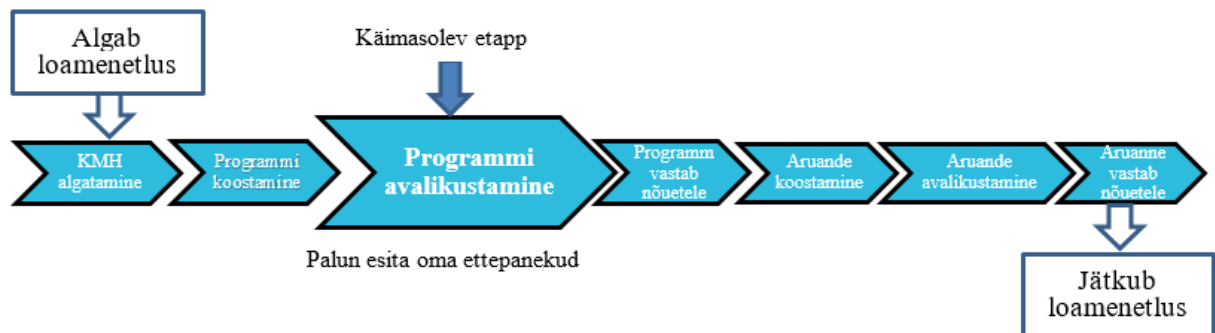 Algab
loamenetlus
Käimasolev etapp
KMH
algatamine
Programmi
koostamine
Programmi
avalikustamine
Programm
vastab
nõuetele
Aruande
koostamine
Aruande
avalikustamine
Aruanne
vastab
nõuetele
Palun esita oma ettepanekud
Jätkub
loamenetlus